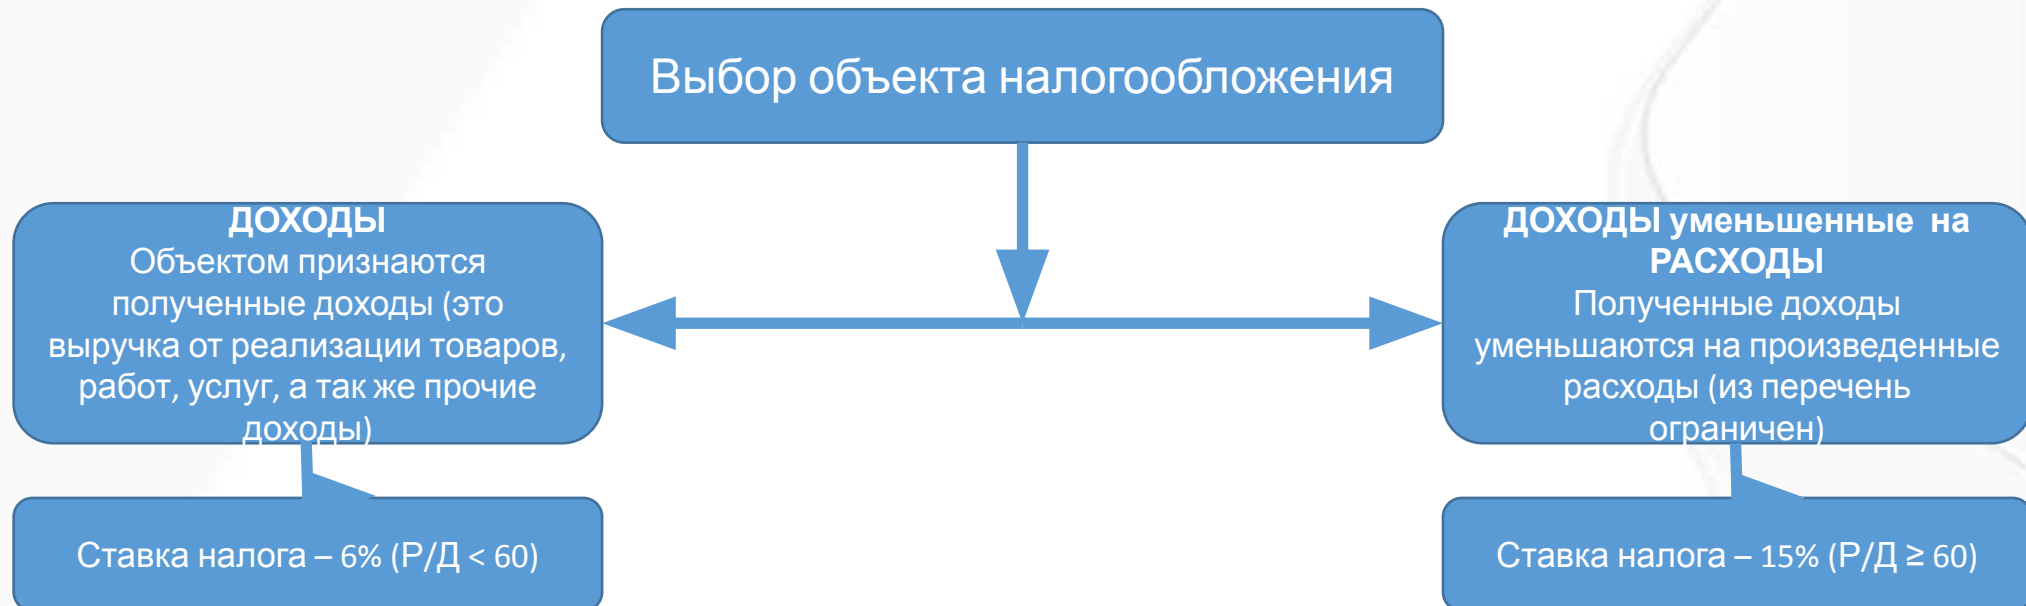 Выбор объекта налогообложения
ДОХОДЫ
Объектом признаются
полученные доходы (это
выручка от реализации товаров,
работ, услуг, а так же прочие
доходы)
Ставка налога – 6% (Р/Д < 60)
ДОХОДЫ уменьшенные на
РАСХОДЫ
Полученные доходы
уменьшаются на произведенные
расходы (из перечень
ограничен)
Ставка налога – 15% (Р/Д ≥ 60)